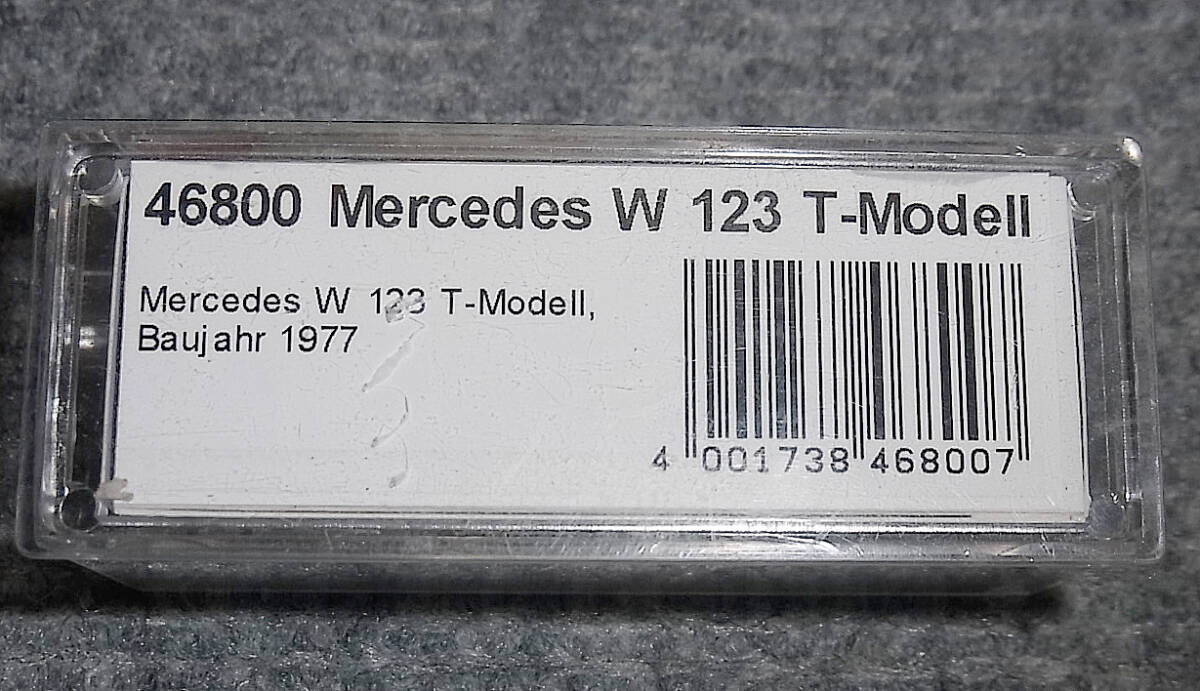 46800 Mercedes W 123 T-Modell
Mercedes W 123 T-Modell,
Baujahr 1977
4 001738 468007